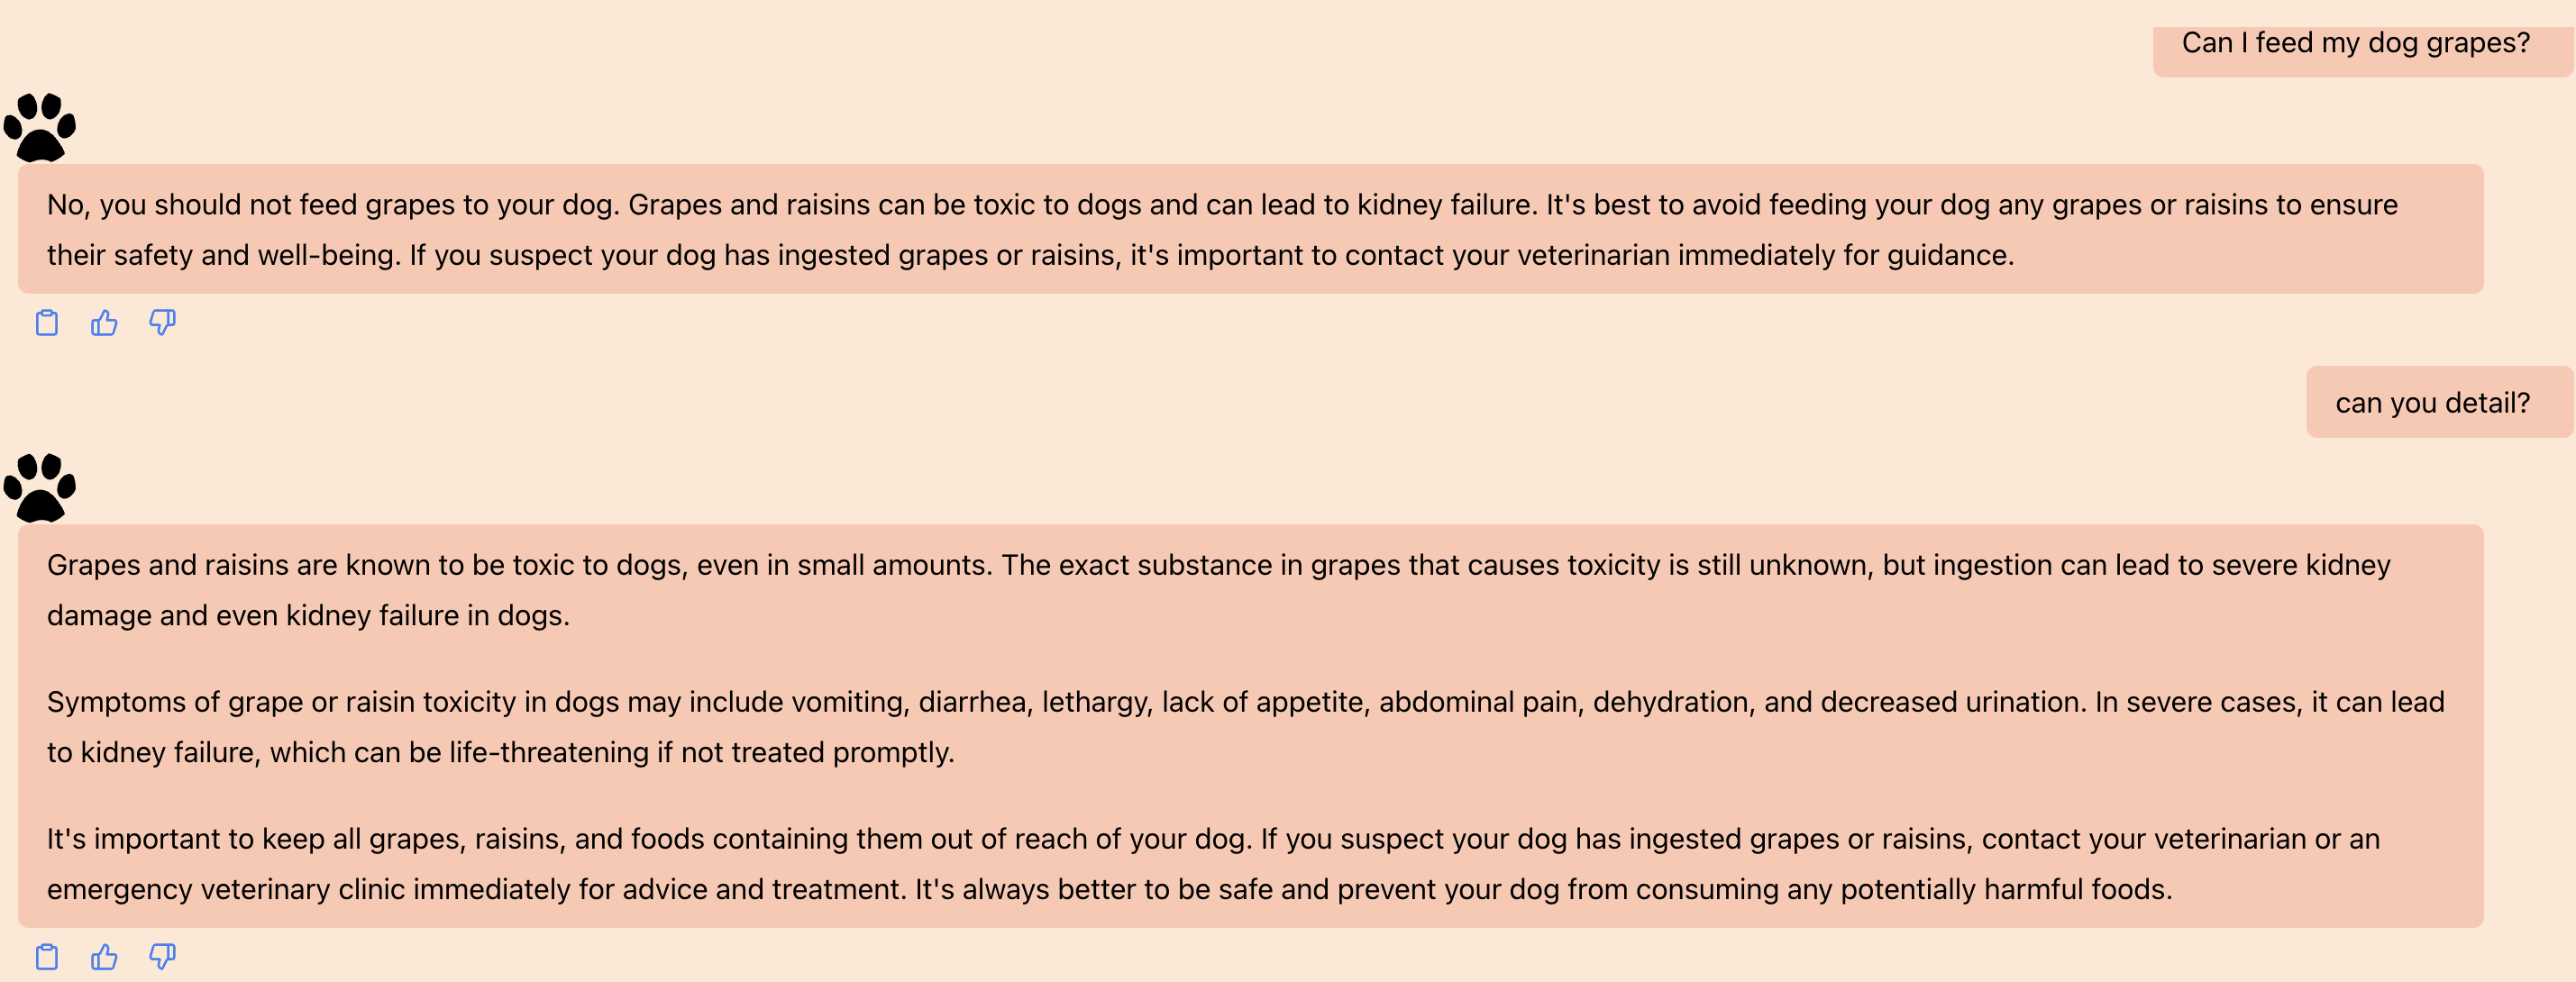 Can I feed my dog grapes?
No, you should not feed grapes to your dog. Grapes and raisins can be toxic to dogs and can lead to kidney failure. It's best to avoid feeding your dog any grapes or raisins to ensure
their safety and well-being. If you suspect your dog has ingested grapes or raisins, it's important to contact your veterinarian immediately for guidance.
can you detail?
Grapes and raisins are known to be toxic to dogs, even in small amounts. The exact substance in grapes that causes toxicity is still unknown, but ingestion can lead to severe kidney
damage and even kidney failure in dogs.
Symptoms of grape or raisin toxicity in dogs may include vomiting, diarrhea, lethargy, lack of appetite, abdominal pain, dehydration, and decreased urination. In severe cases, it can lead
to kidney failure, which can be life-threatening if not treated promptly.
It's important to keep all grapes, raisins, and foods containing them out of reach of your dog. If you suspect your dog has ingested grapes or raisins, contact your veterinarian or an
emergency veterinary clinic immediately for advice and treatment. It's always better to be safe and prevent your dog from consuming any potentially harmful foods.